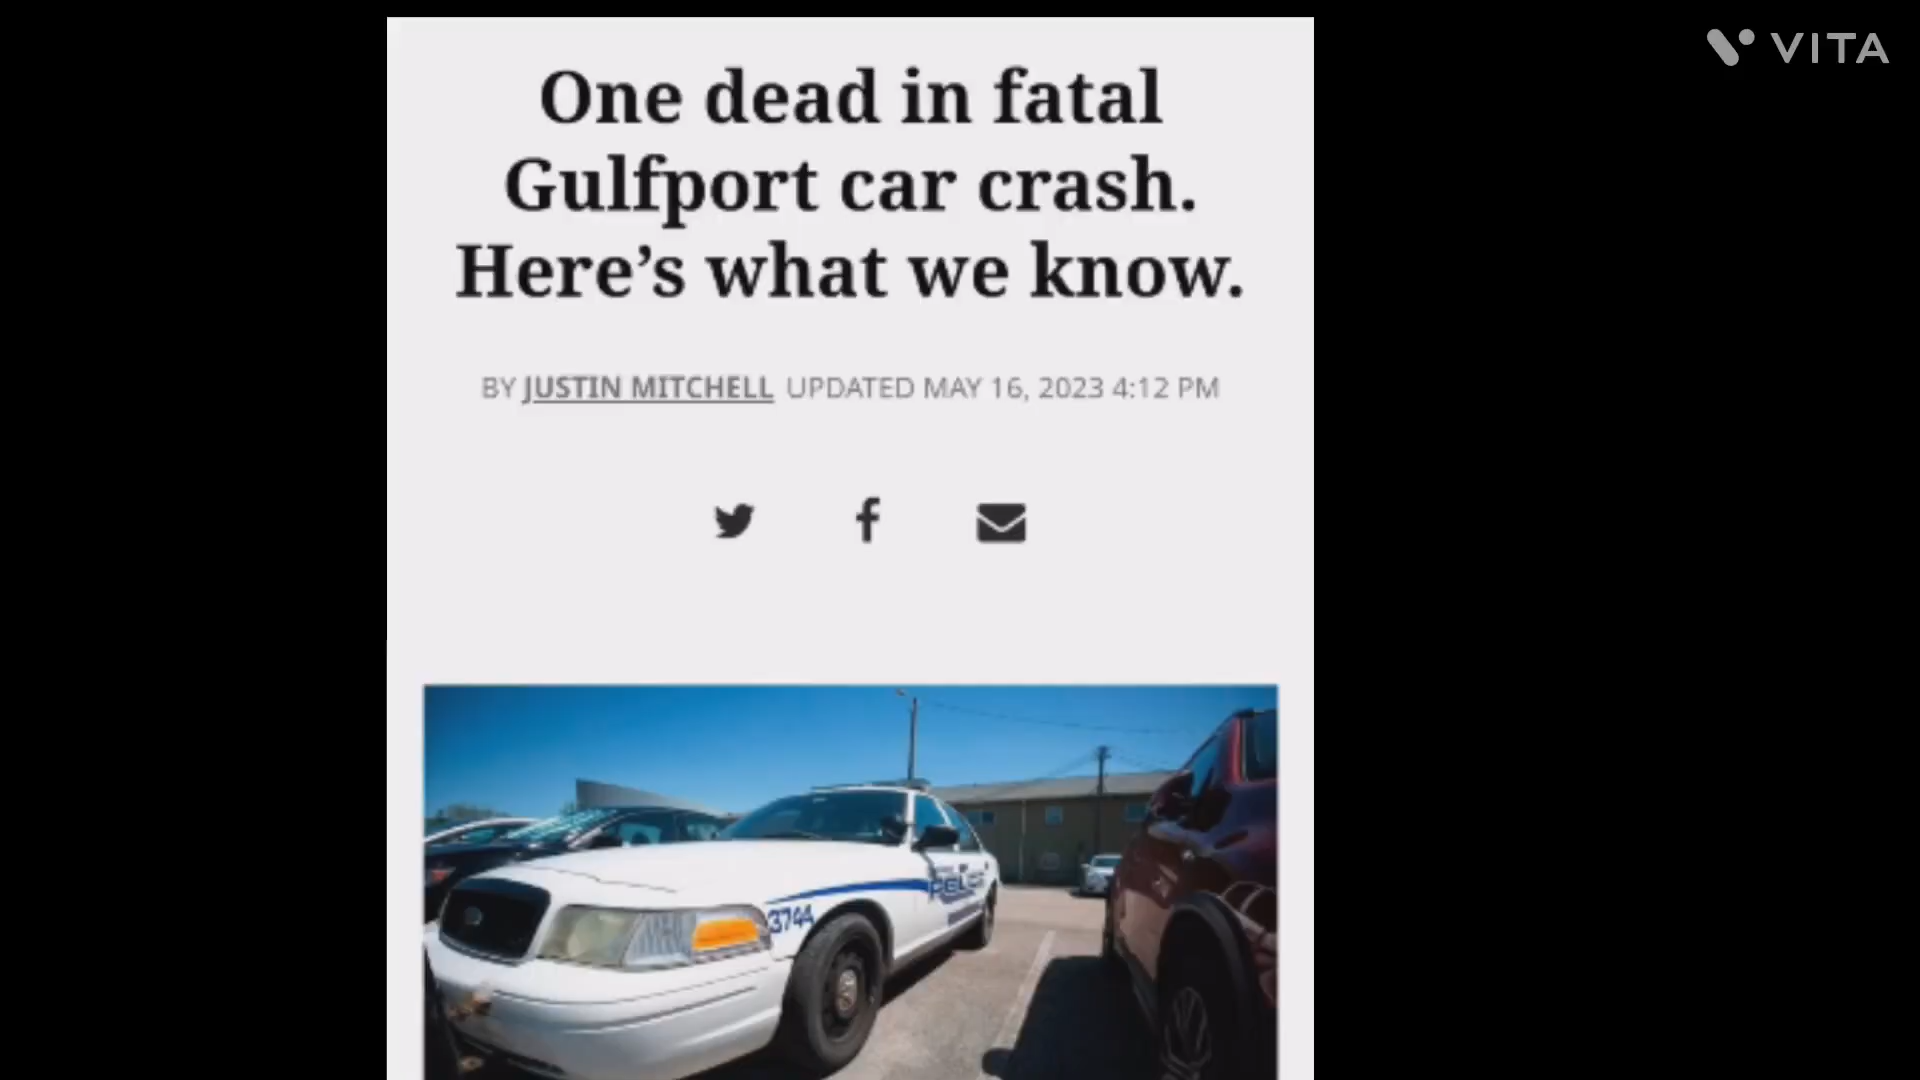 VITA
One dead in fatal
Gulfport car crash.
Here's what we know.
BY JUSTIN MITCHELL UPDATED MAY 16, 2023 4:12 PM
POLICE
3744